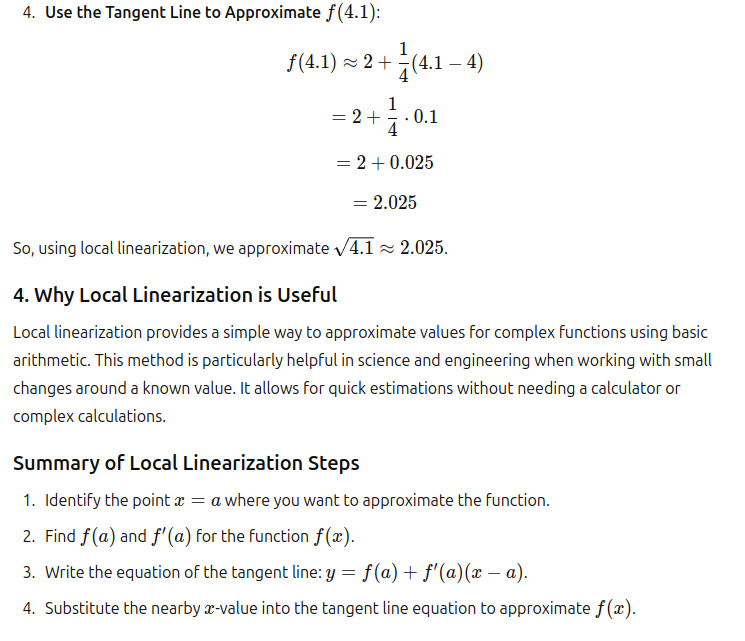 4. Use the Tangent Line to Approximate f(4.1):
f(4.1) ≈ 2 + 1/4 (4.1 − 4)
= 2 + 1/4 · 0.1
= 2 + 0.025
= 2.025
So, using local linearization, we approximate √4.1 ≈ 2.025.
4. Why Local Linearization is Useful
Local linearization provides a simple way to approximate values for complex functions using basic
arithmetic. This method is particularly helpful in science and engineering when working with small
changes around a known value. It allows for quick estimations without needing a calculator or
complex calculations.
Summary of Local Linearization Steps
1. Identify the point x = a where you want to approximate the function.
2. Find f(a) and f′(a) for the function f(x).
3. Write the equation of the tangent line: y = f(a) + f′(a)(x − a).
4. Substitute the nearby x-value into the tangent line equation to approximate f(x).